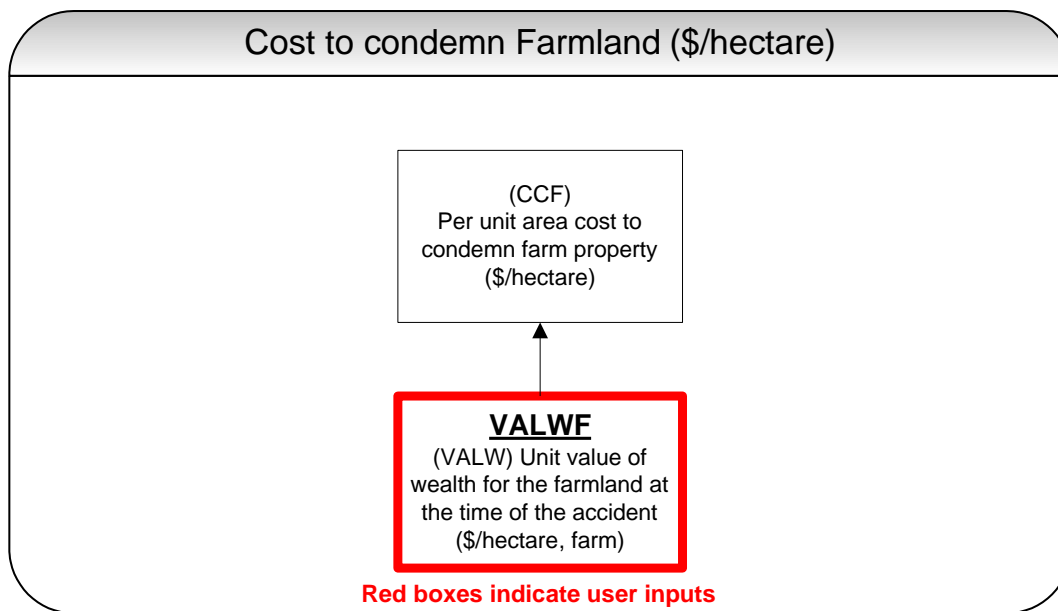 Cost to condemn Farmland ($/hectare)
(CCF)
Per unit area cost to
condemn farm property
($/hectare)
VALWF
(VALW) Unit value of
wealth for the farmland at
the time of the accident
($/hectare, farm)
Red boxes indicate user inputs